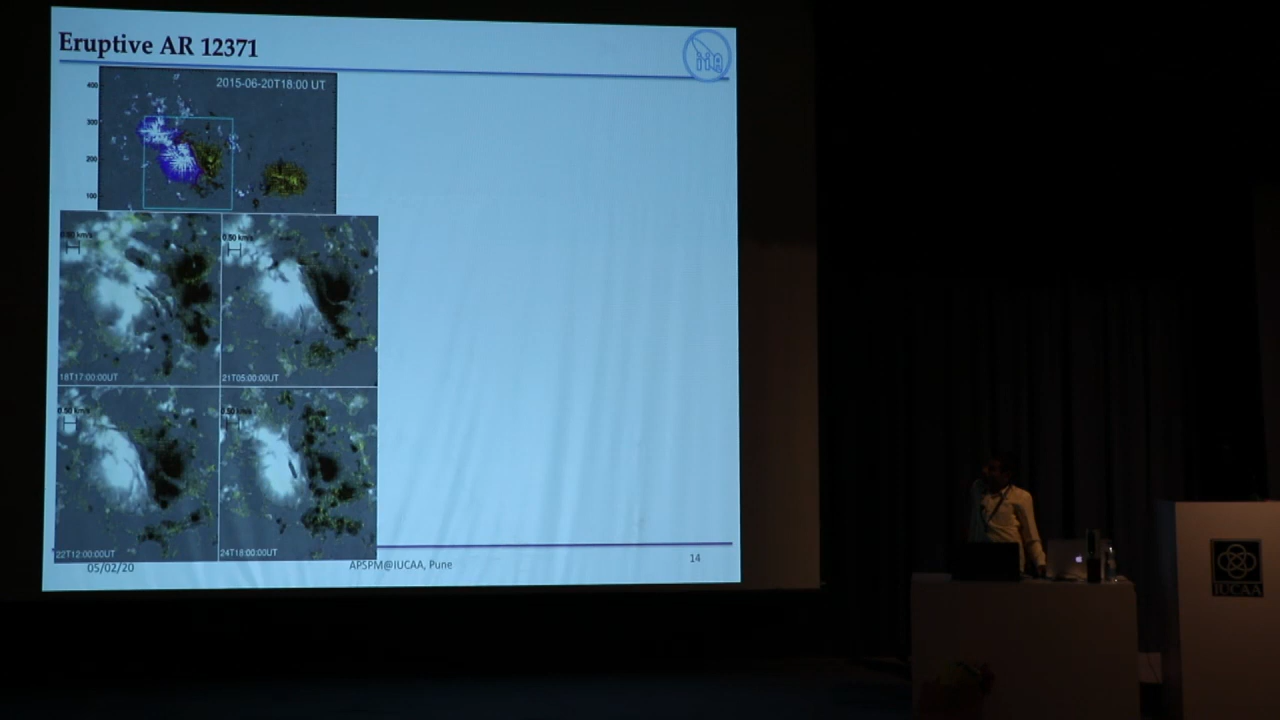 Eruptive AR 12371
iia
2015-06-20T18:00 UT
400
300
200
100
0.50 km/s
0.50 km/s
18T17:00:00UT
21T05:00:00UT
0.50 km/s
0.50 km/s
22T12:00:00UT
24T18:00:00UT
05/02/20
APSPM@IUCAA, Pune
14
IUCAA